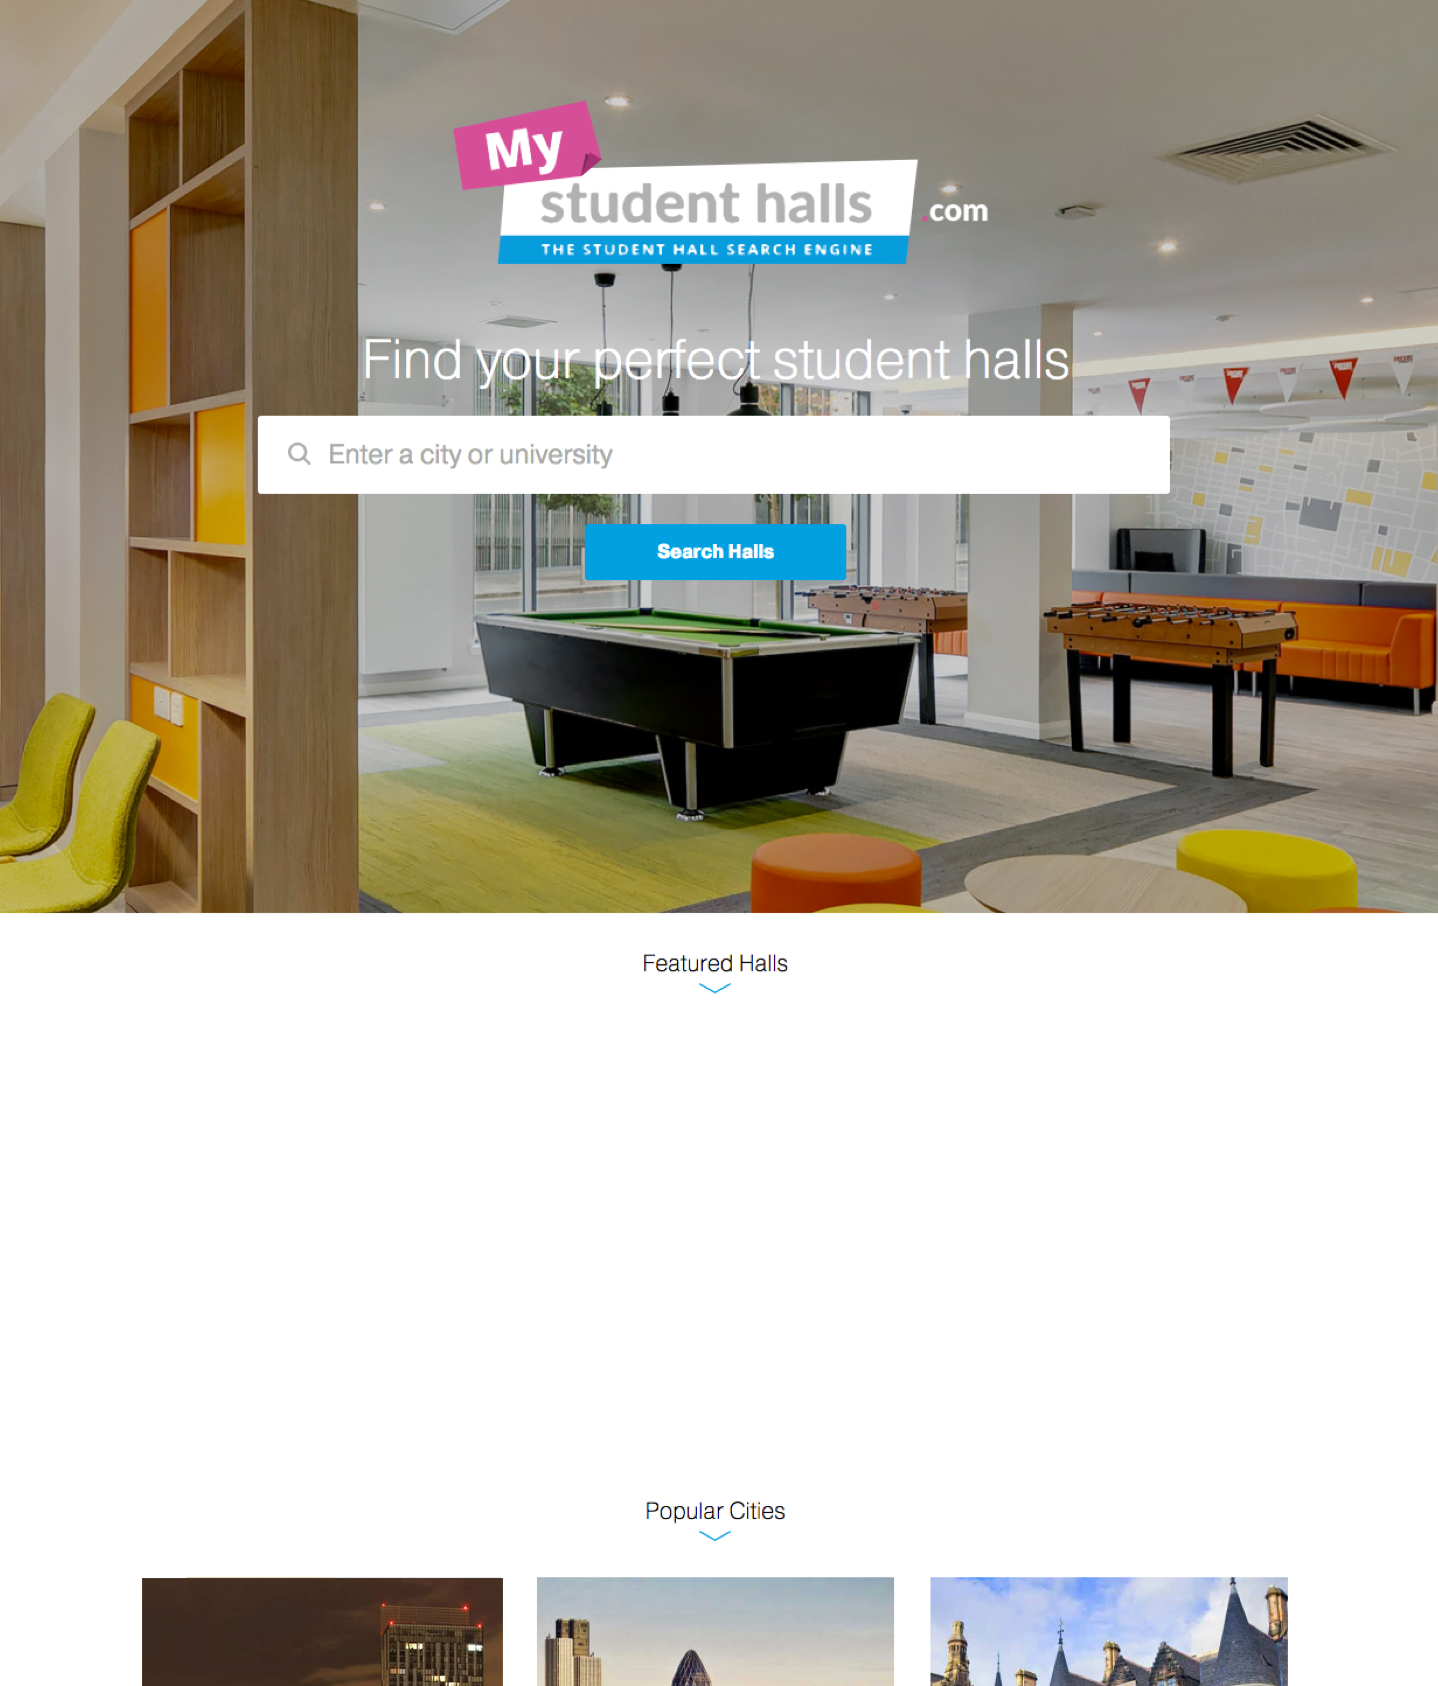 My
student halls
.com
THE STUDENT HALL SEARCH ENGINE
Find your perfect student halls
Enter a city or university
Search Halls
Featured Halls
Popular Cities